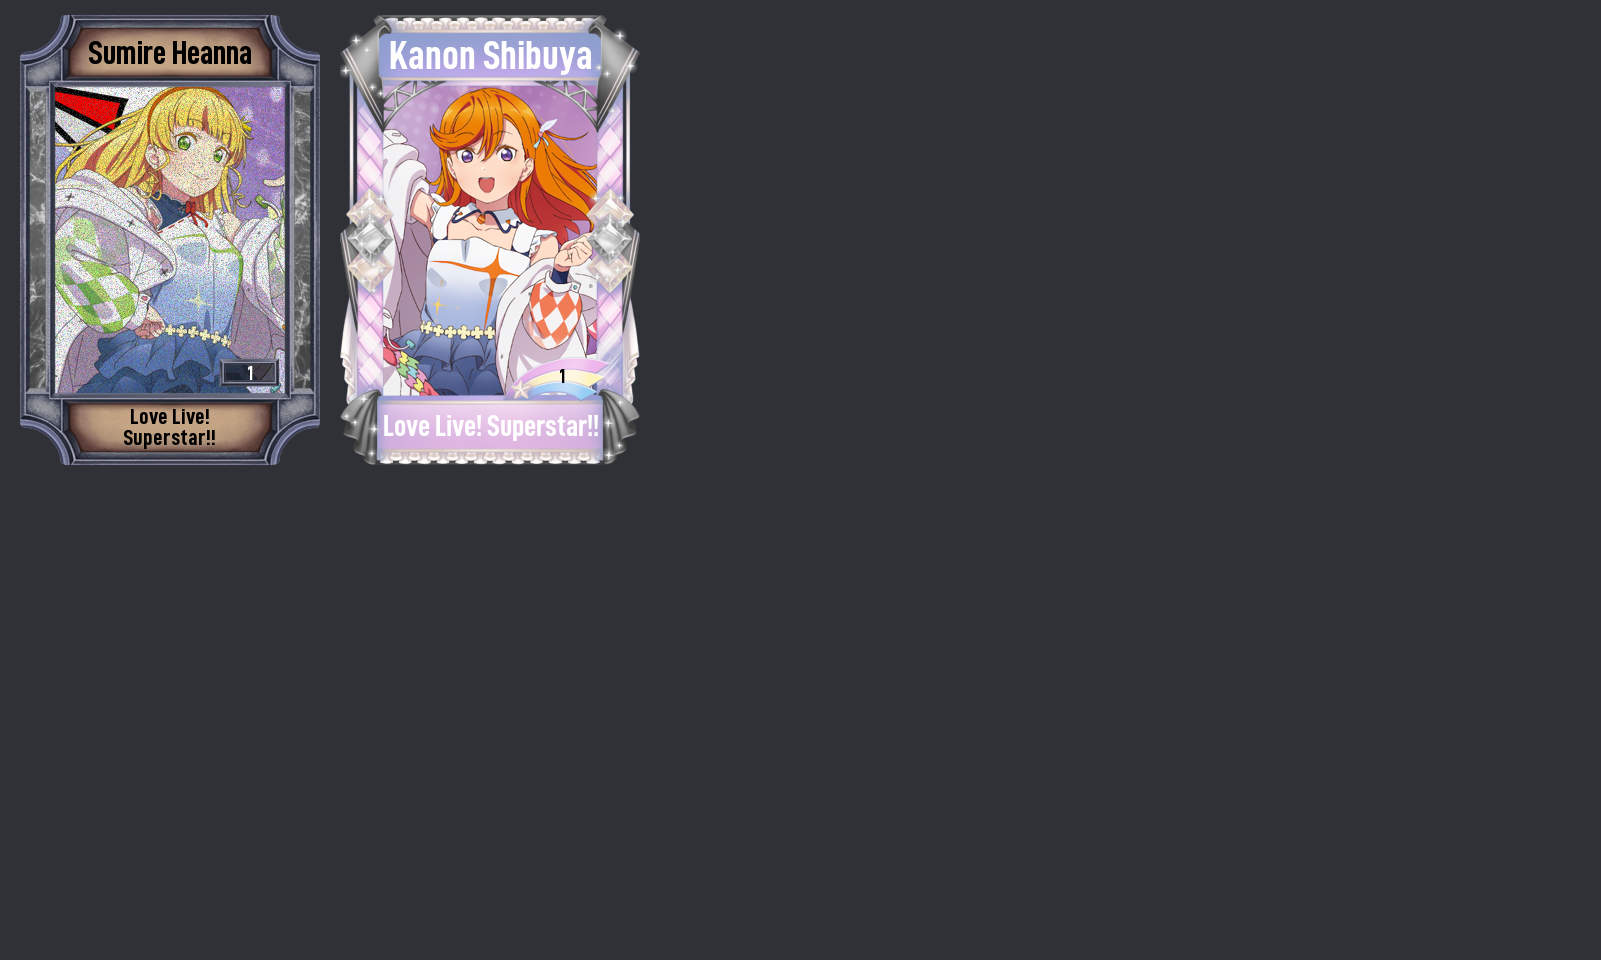 Sumire Heanna
1
Love Live!
Superstar!!
Kanon Shibuya
1
Love Live! Superstar!!